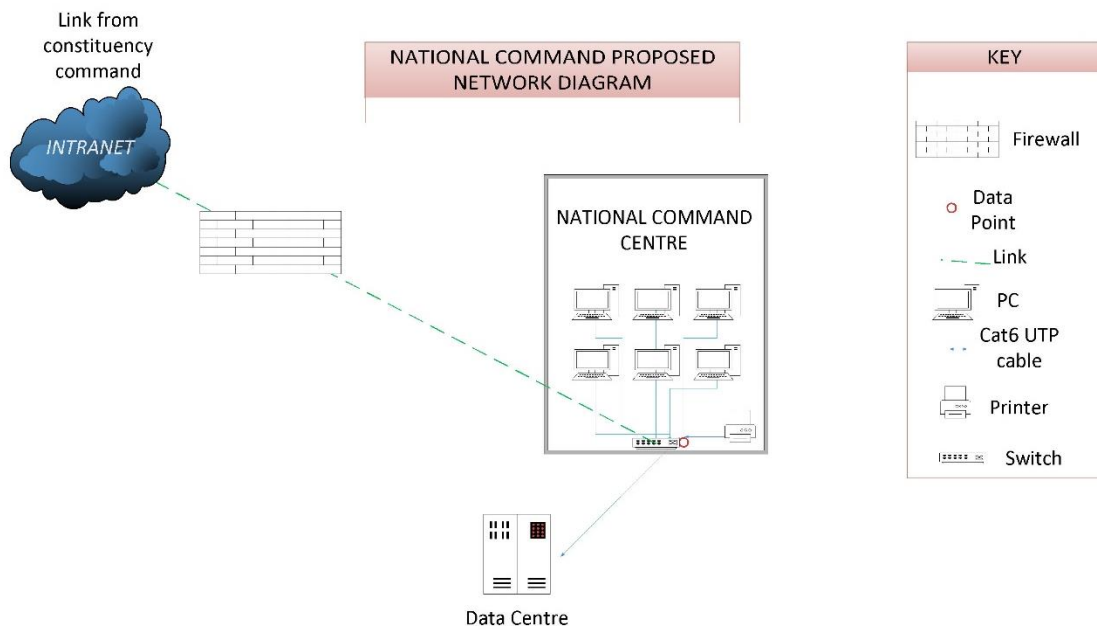 Link from
constituency
command
INTRANET
NATIONAL COMMAND PROPOSED
NETWORK DIAGRAM
NATIONAL COMMAND
CENTRE
Data Centre
KEY
Firewall
Data
Point
Link
PC
Cat6 UTP
cable
Printer
Switch